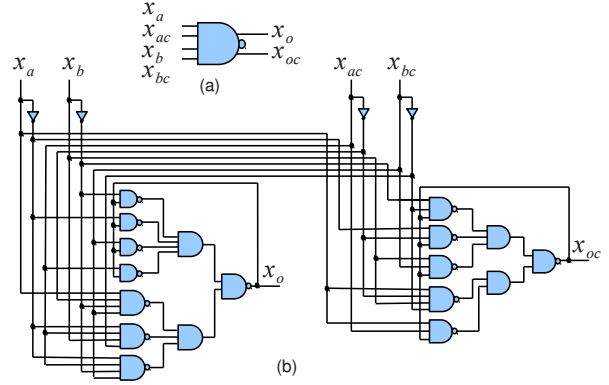 x_a
x_ac
x_b
x_bc
x_o
x_oc
(a)
x_a x_b x_ac x_bc
x_o
x_oc
(b)